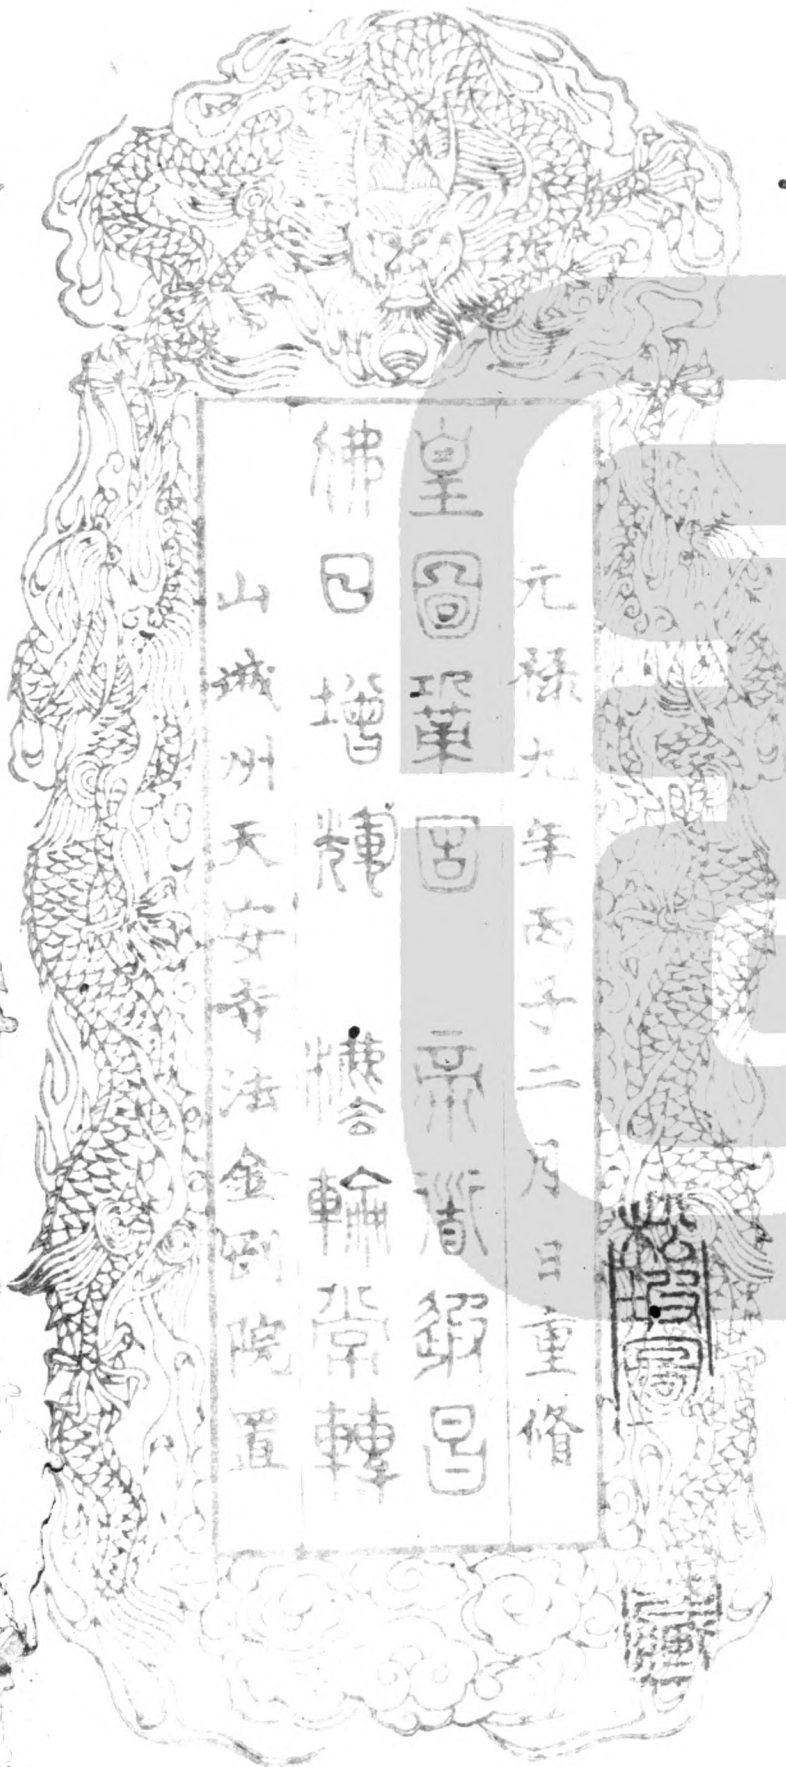 元祿九年丙子二月日重脩
皇圖鞏固 帝道遐昌
佛日增輝 法輪常轉
山城州天安寺法金剛院置